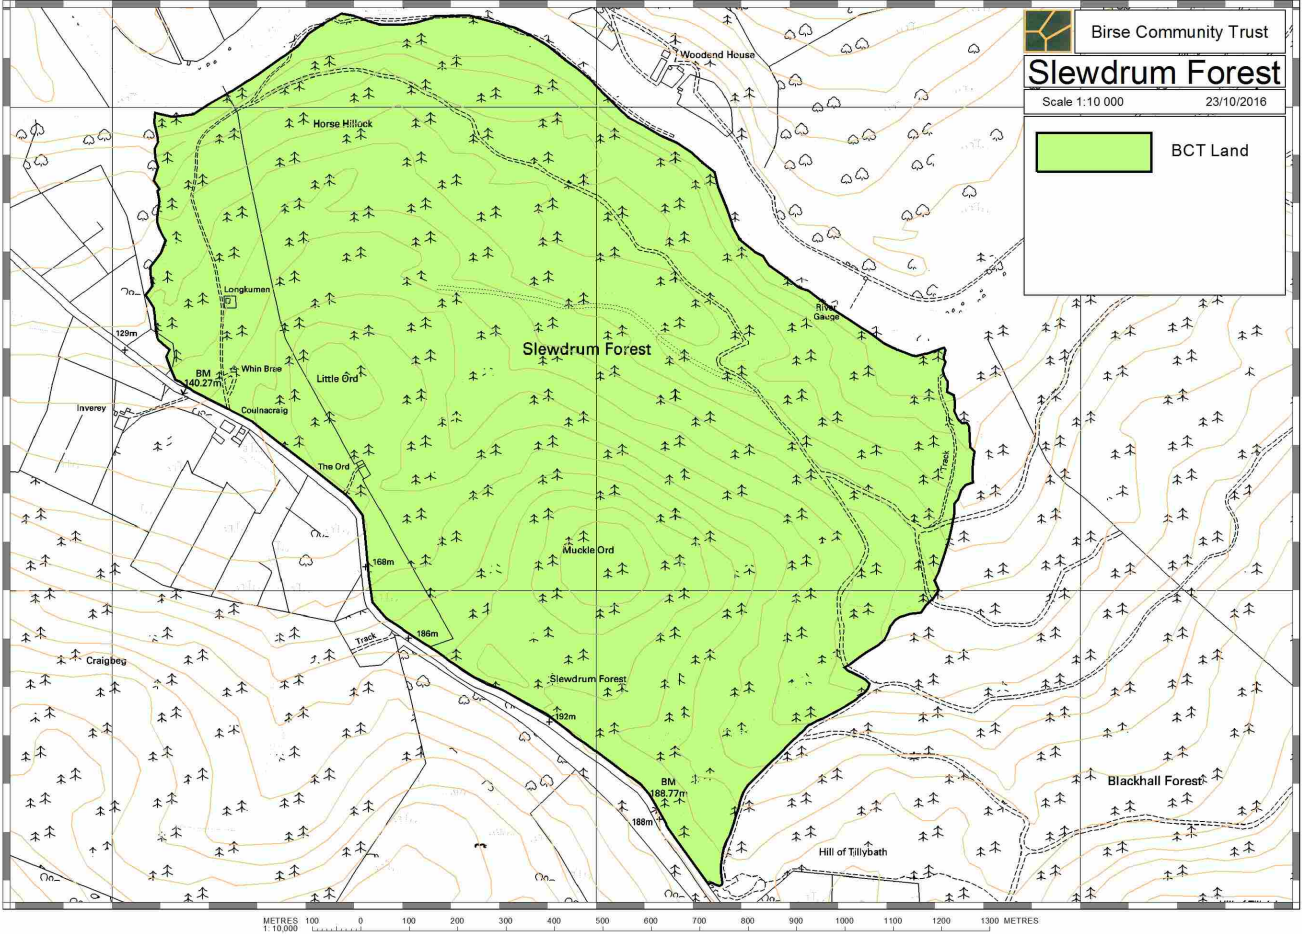 Birse Community Trust
Slewdrum Forest
Scale 1:10 000 23/10/2016
BCT Land
Woodend House
Horse Hillock
Longkumen
River
Gauge
129m
Slewdrum Forest
BM
140.27m
Whin Brae
Little Ord
Inverey
Coulnacraig
Track
The Ord
Muckle Ord
168m
186m
Track
Craigbeg
Slewdrum Forest
192m
BM
188.77m
Blackhall Forest
188m
Hill of Tillybath
METRES 100 0 100 200 300 400 500 600 700 800 900 1000 1100 1200 1300 METRES
1: 10,000